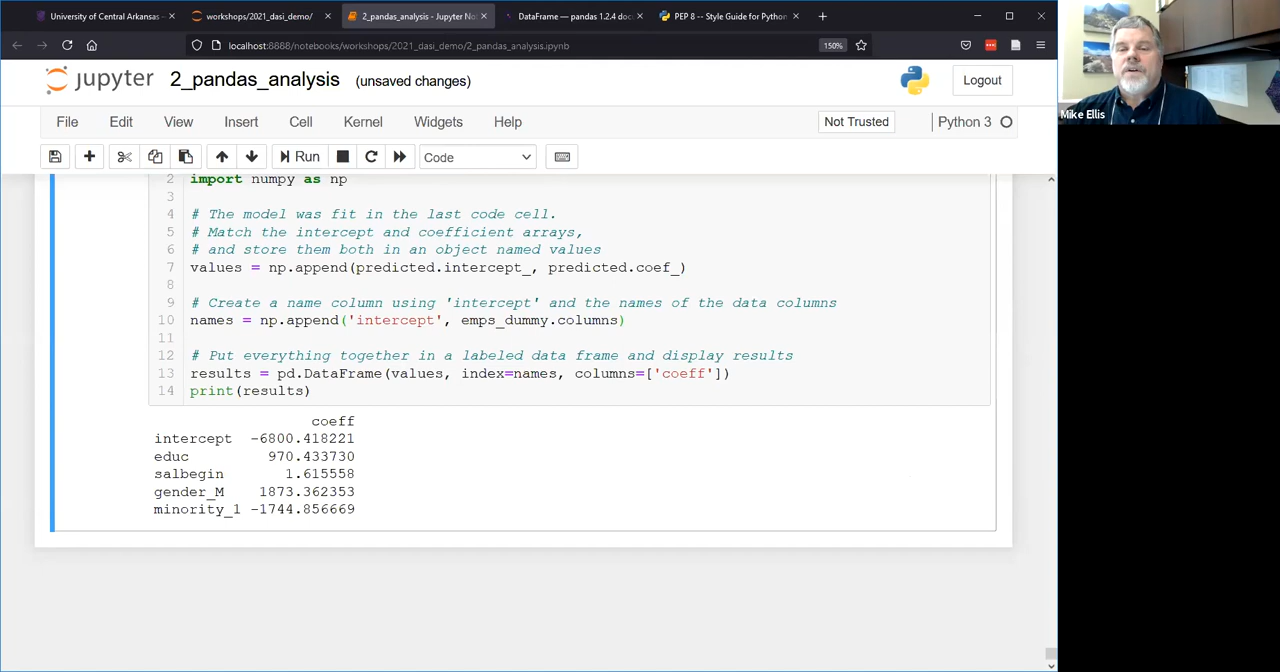 University of Central Arkansas
workshops/2021_dasi_demo/
2_pandas_analysis - Jupyter No
DataFrame — pandas 1.2.4 doc
PEP 8 -- Style Guide for Python
localhost:8888/notebooks/workshops/2021_dasi_demo/2_pandas_analysis.ipynb
150%
jupyter 2_pandas_analysis (unsaved changes)
Logout
File Edit View Insert Cell Kernel Widgets Help
Not Trusted
Python 3
Run
Code
2 import numpy as np
3
4 # The model was fit in the last code cell.
5 # Match the intercept and coefficient arrays,
6 # and store them both in an object named values
7 values = np.append(predicted.intercept_, predicted.coef_)
8
9 # Create a name column using 'intercept' and the names of the data columns
10 names = np.append('intercept', emps_dummy.columns)
11
12 # Put everything together in a labeled data frame and display results
13 results = pd.DataFrame(values, index=names, columns=['coeff'])
14 print(results)
coeff
intercept -6800.418221
educ 970.433730
salbegin 1.615558
gender_M 1873.362353
minority_1 -1744.856669
Mike Ellis